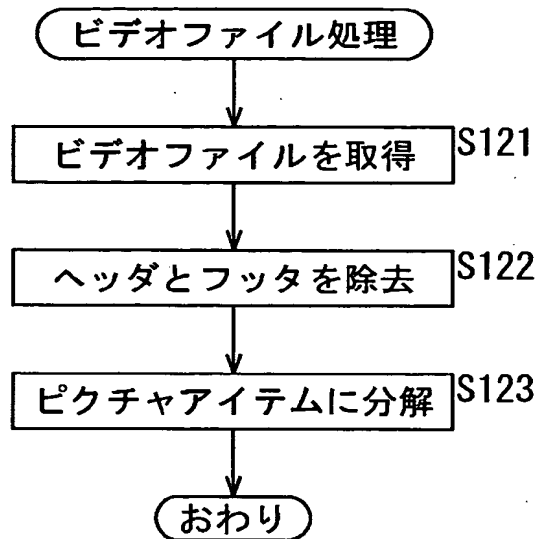 ビデオファイル処理
ビデオファイルを取得 S121
ヘッダとフッタを除去 S122
ピクチャアイテムに分解 S123
おわり